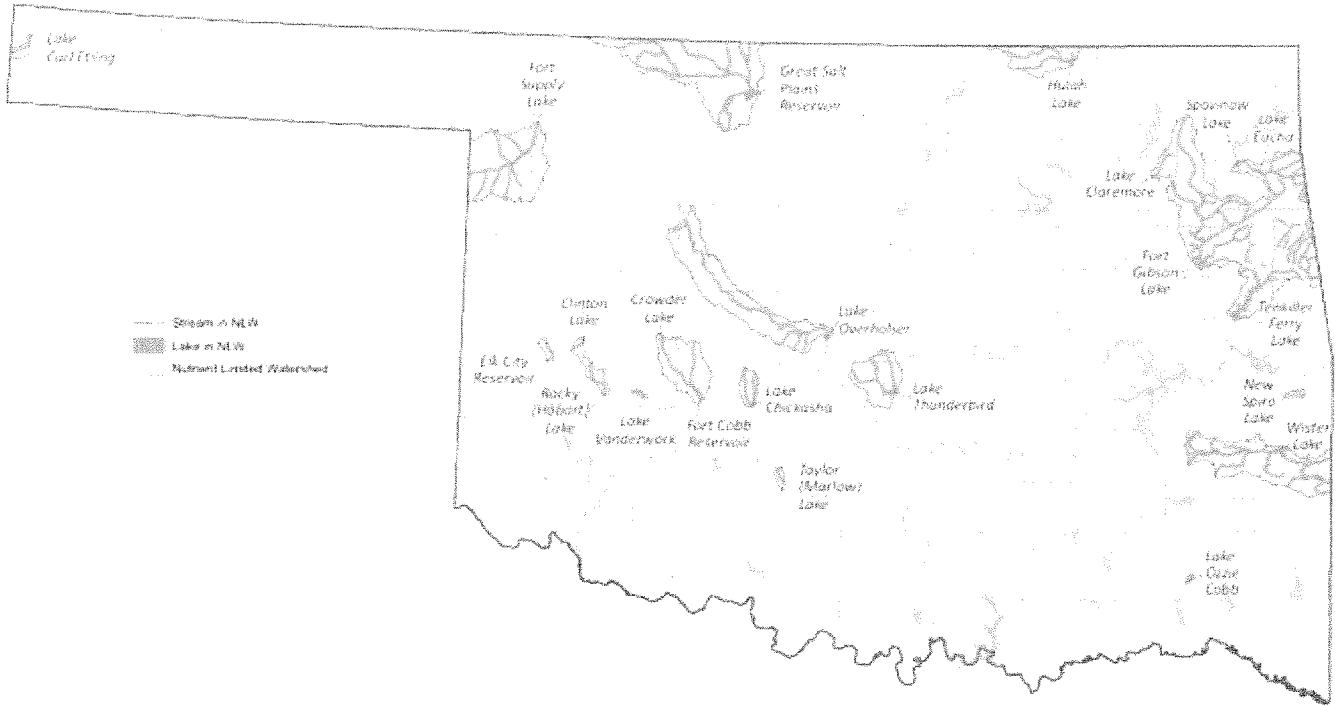 Lake
Carl Etling
Fort
Supply
Lake
Great Salt
Plains
Reservoir
Hulah
Lake
Spavinaw
Lake
Lake
Eucha
Lake
Claremore
Fort
Gibson
Lake
Tenkiller
Ferry
Lake
Clinton
Lake
Crowder
Lake
Lake
Overholser
Stream in NLW
Lake in NLW
Nutrient Limited Watershed
Elk City
Reservoir
Rocky
(Hobart)
Lake
Lake
Vanderwork
Fort Cobb
Reservoir
Lake
Chickasha
Lake
Thunderbird
New
Spiro
Lake
Wister
Lake
Taylor
(Marlow)
Lake
Lake
Ozzie
Cobb